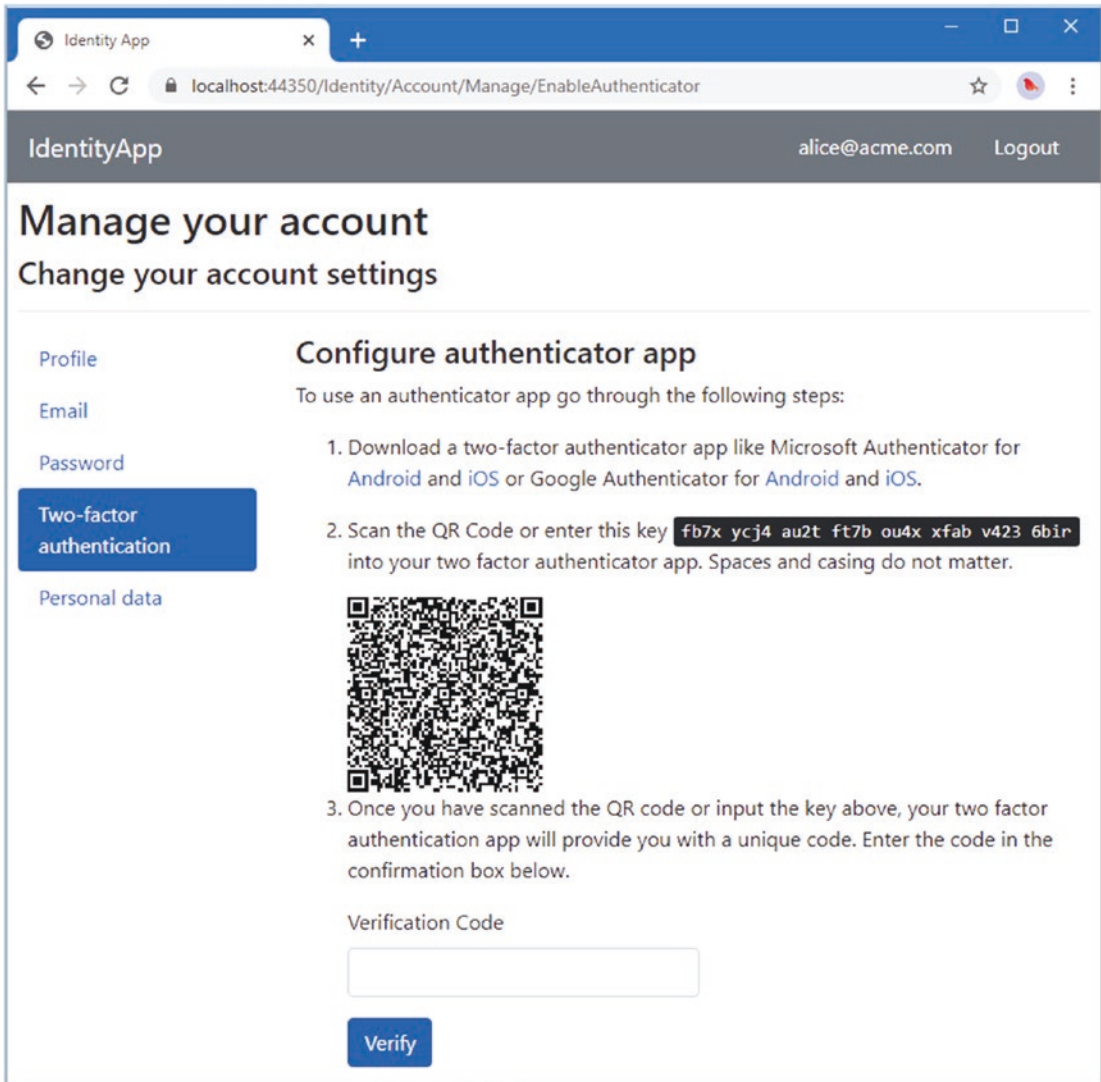 Identity App
localhost:44350/Identity/Account/Manage/EnableAuthenticator
IdentityApp
alice@acme.com
Logout
Manage your account
Change your account settings
Profile
Email
Password
Two-factor
authentication
Personal data
Configure authenticator app
To use an authenticator app go through the following steps:
1. Download a two-factor authenticator app like Microsoft Authenticator for
Android and iOS or Google Authenticator for Android and iOS.
2. Scan the QR Code or enter this key fb7x ycj4 au2t ft7b ou4x xfab v423 6bir
into your two factor authenticator app. Spaces and casing do not matter.
3. Once you have scanned the QR code or input the key above, your two factor
authentication app will provide you with a unique code. Enter the code in the
confirmation box below.
Verification Code
Verify